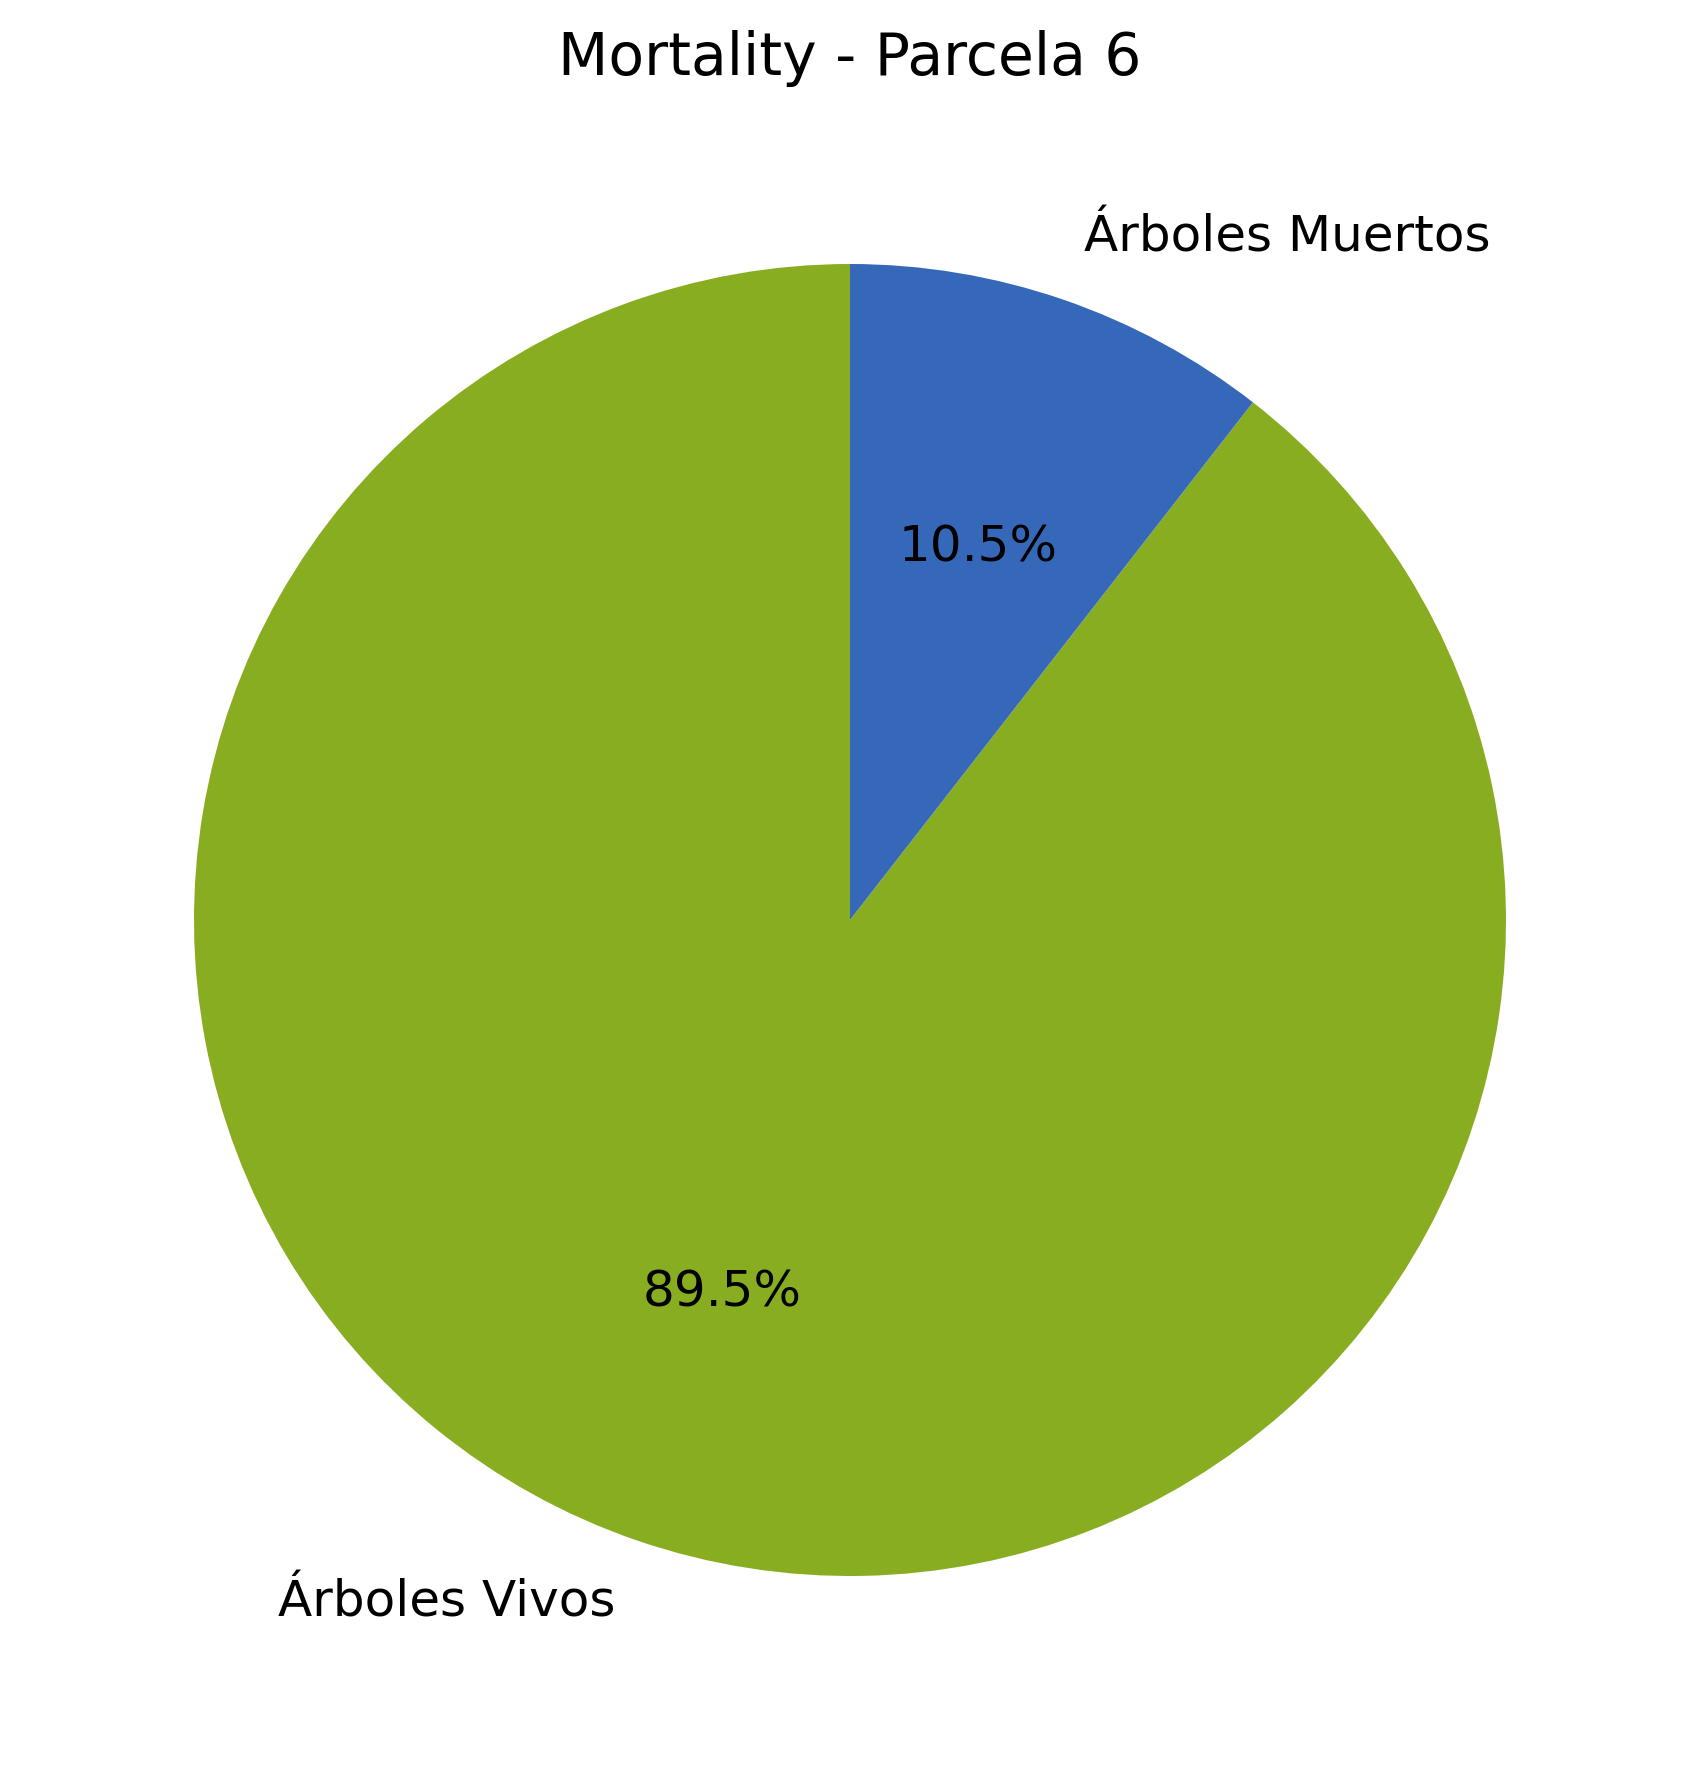 Mortality - Parcela 6
Árboles Muertos
10.5%
89.5%
Árboles Vivos